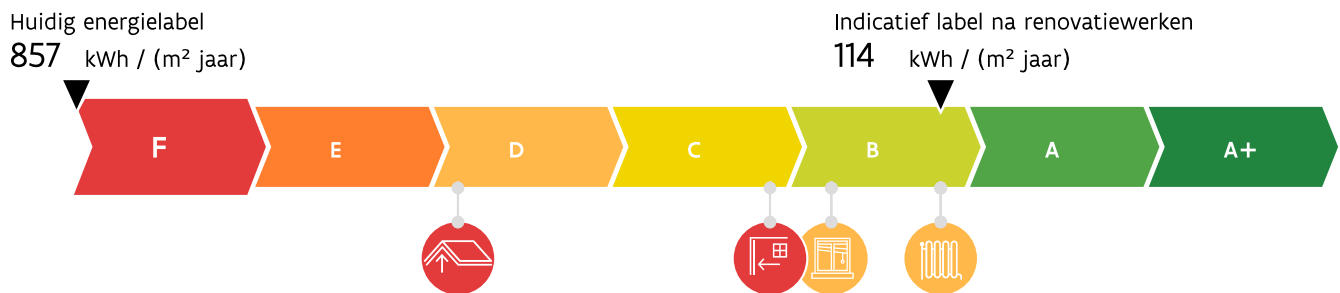 Huidig energielabel
857 kWh / (m² jaar)
Indicatief label na renovatiewerken
114 kWh / (m² jaar)
F E D C B A A+